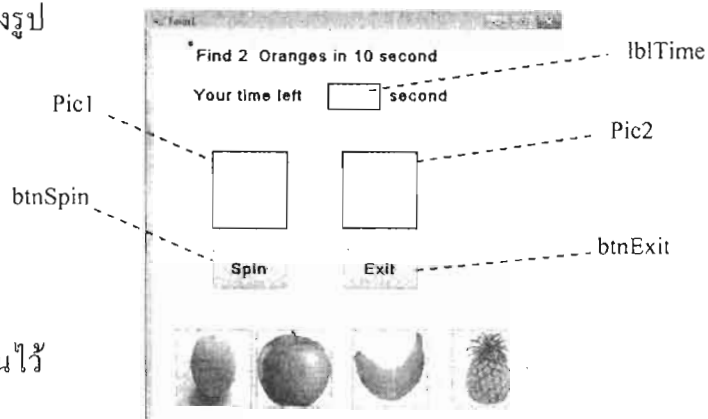 งรูป
Form1
Find 2 Oranges in 10 second
lblTime
Your time left second
Pic1
Pic2
btnSpin
btnExit
Spin Exit
นไว้